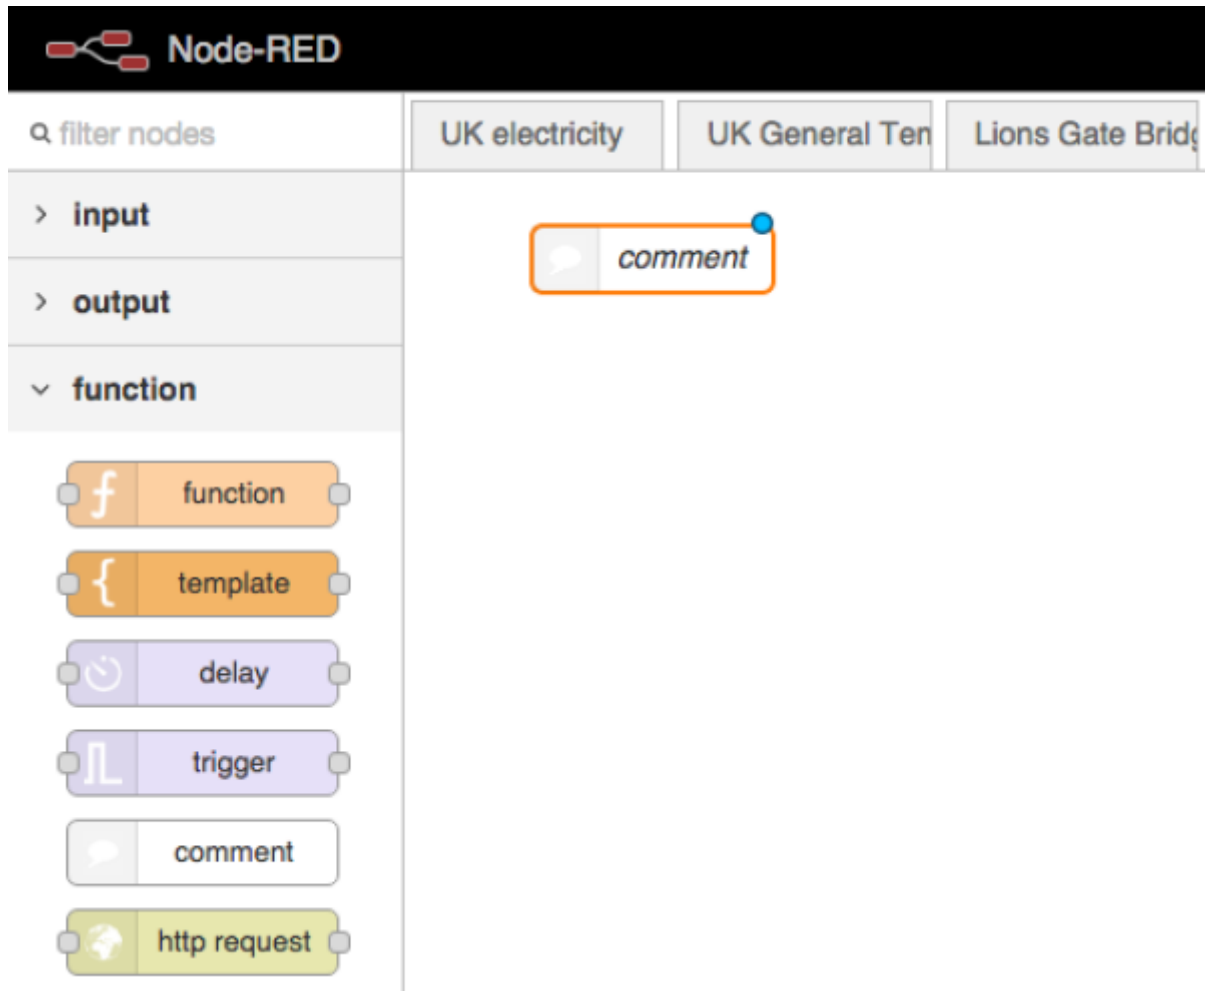 Node-RED
filter nodes
UK electricity
UK General Ten
Lions Gate Bridg
input
output
function
function
template
delay
trigger
comment
http request
comment